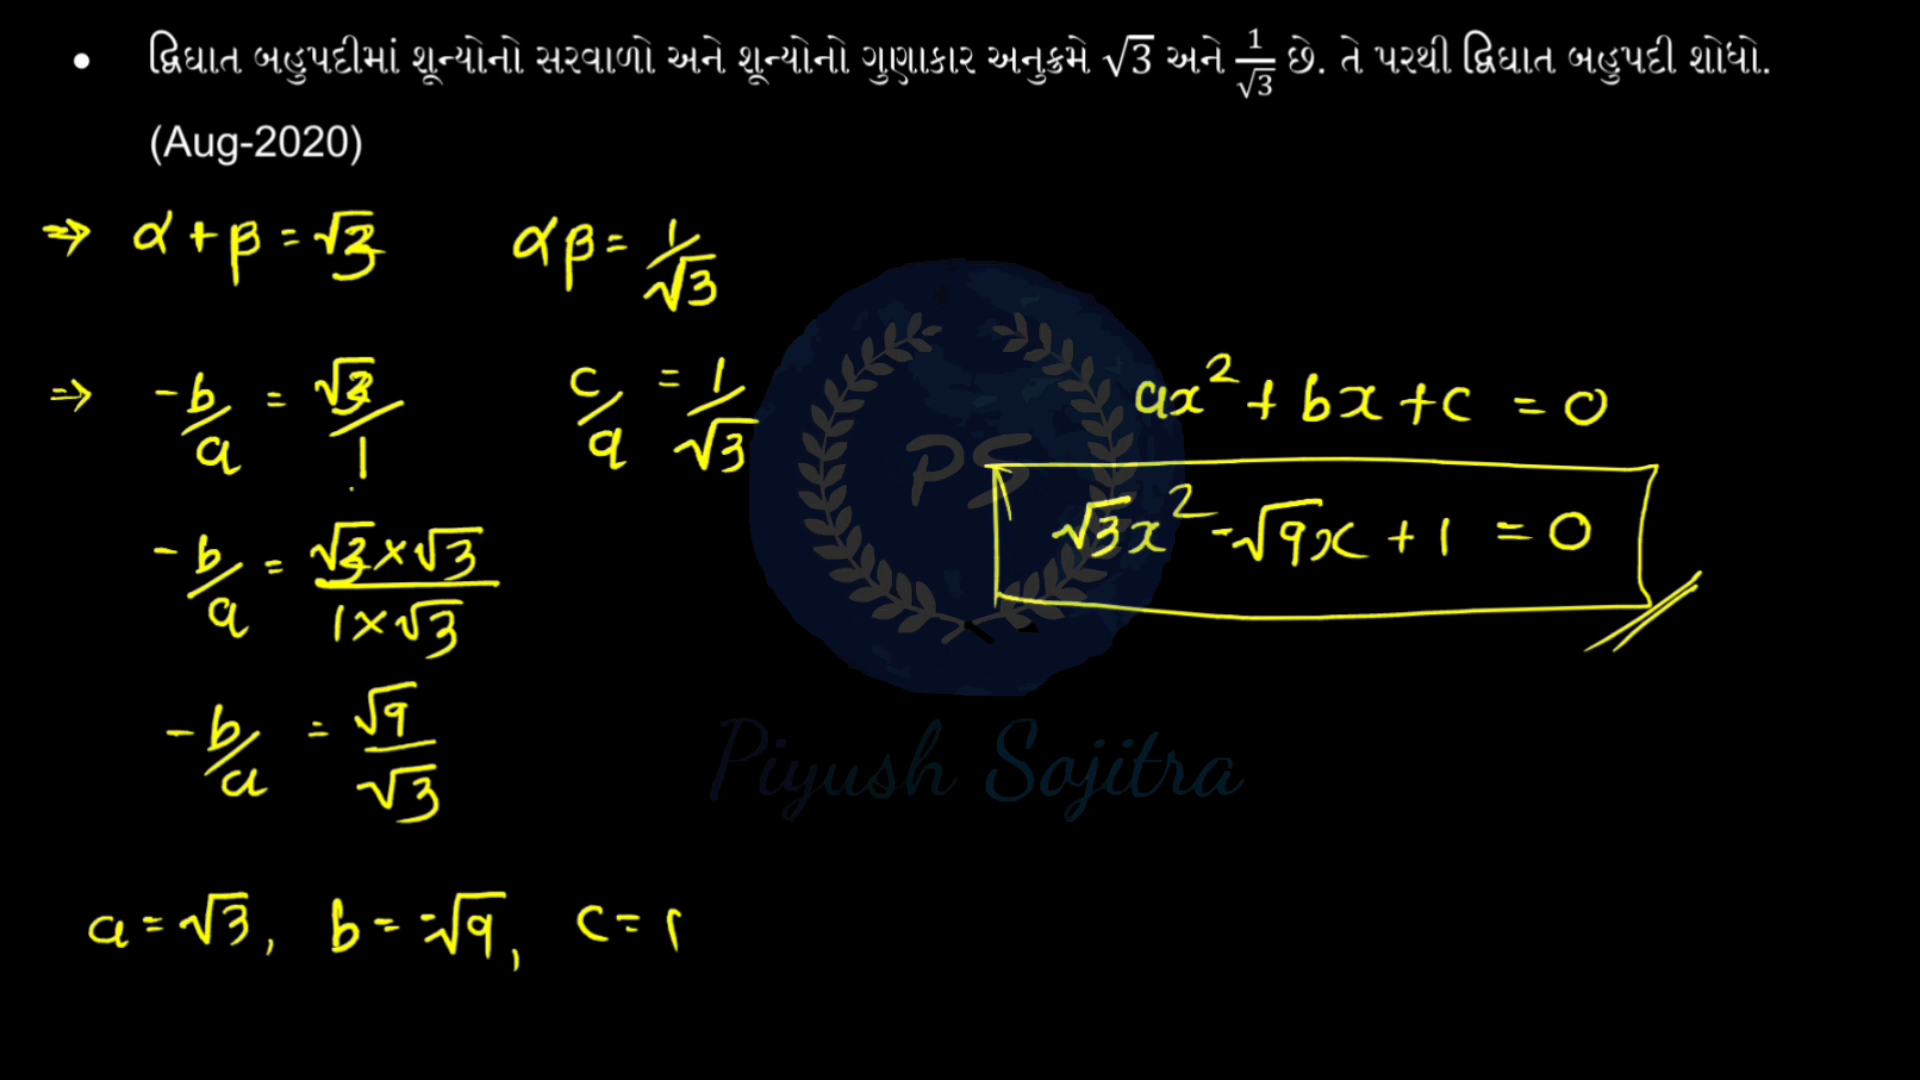 • દ્વિઘાત બહુપદીમાં શૂન્યોનો સરવાળો અને શૂન્યોનો ગુણાકાર અનુક્રમે √3 અને 1/√3 છે. તે પરથી દ્વિઘાત બહુપદી શોધો.
(Aug-2020)
⇒ α+β = √3 αβ = 1/√3
⇒ -b/a = √3/1 c/a = 1/√3
ax² + bx + c = 0
-b/a = √3×√3/1×√3
√3x² - √9x + 1 = 0
-b/a = √9/√3
a = √3, b = -√9, c = 1
PS
Piyush Sojitra